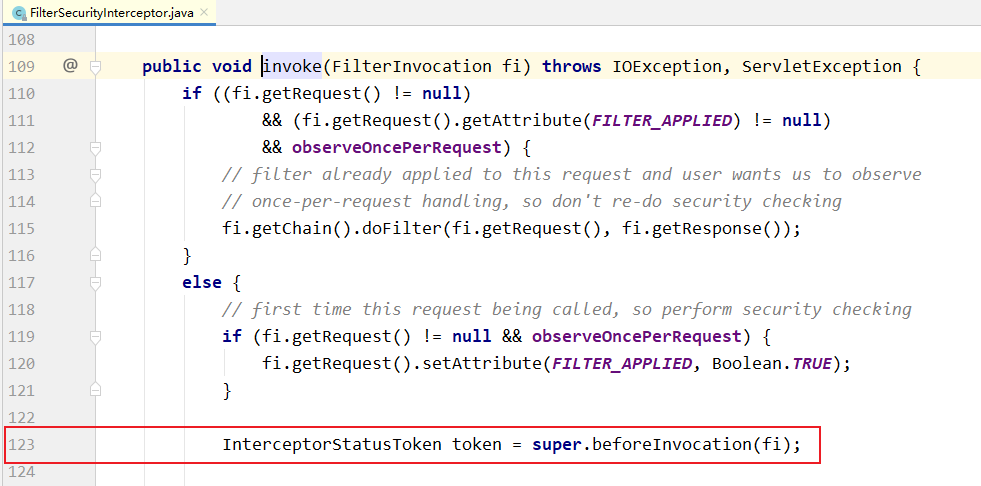 FilterSecurityInterceptor.java
108
109 @ public void invoke(FilterInvocation fi) throws IOException, ServletException {
110 if ((fi.getRequest() != null)
111 && (fi.getRequest().getAttribute(FILTER_APPLIED) != null)
112 && observeOncePerRequest) {
113 // filter already applied to this request and user wants us to observe
114 // once-per-request handling, so don't re-do security checking
115 fi.getChain().doFilter(fi.getRequest(), fi.getResponse());
116 }
117 else {
118 // first time this request being called, so perform security checking
119 if (fi.getRequest() != null && observeOncePerRequest) {
120 fi.getRequest().setAttribute(FILTER_APPLIED, Boolean.TRUE);
121 }
122
123 InterceptorStatusToken token = super.beforeInvocation(fi);
124